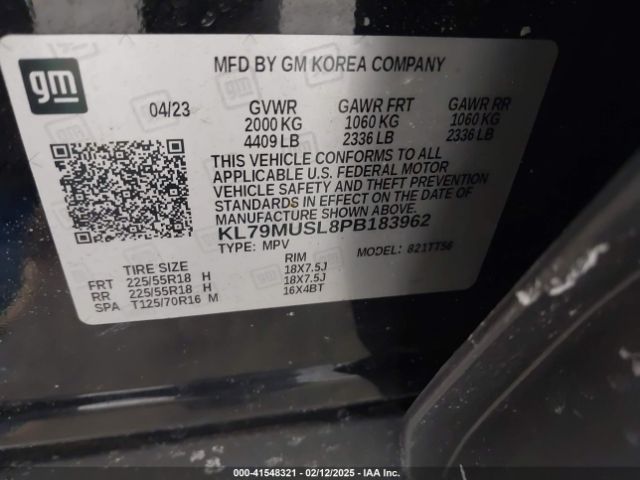 gm
MFD BY GM KOREA COMPANY
04/23 GVWR GAWR FRT GAWR RR
2000 KG 1060 KG 1060 KG
4409 LB 2336 LB 2336 LB
THIS VEHICLE CONFORMS TO ALL
APPLICABLE U.S. FEDERAL MOTOR
VEHICLE SAFETY AND THEFT PREVENTION
STANDARDS IN EFFECT ON THE DATE OF
MANUFACTURE SHOWN ABOVE.
KL79MUSL8PB183962
TYPE: MPV MODEL: 821TT56
TIRE SIZE RIM
FRT 225/55R18 H 18X7.5J
RR 225/55R18 H 18X7.5J
SPA T125/70R16 M 16X4BT
000-41548321 - 02/12/2025 - IAA Inc.